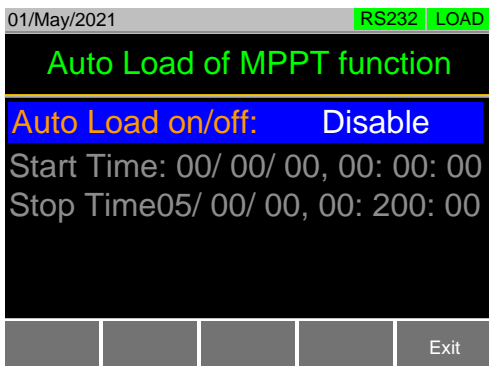 01/May/2021 RS232 LOAD
Auto Load of MPPT function
Auto Load on/off: Disable
Start Time: 00/ 00/ 00, 00: 00: 00
Stop Time05/ 00/ 00, 00: 200: 00
Exit